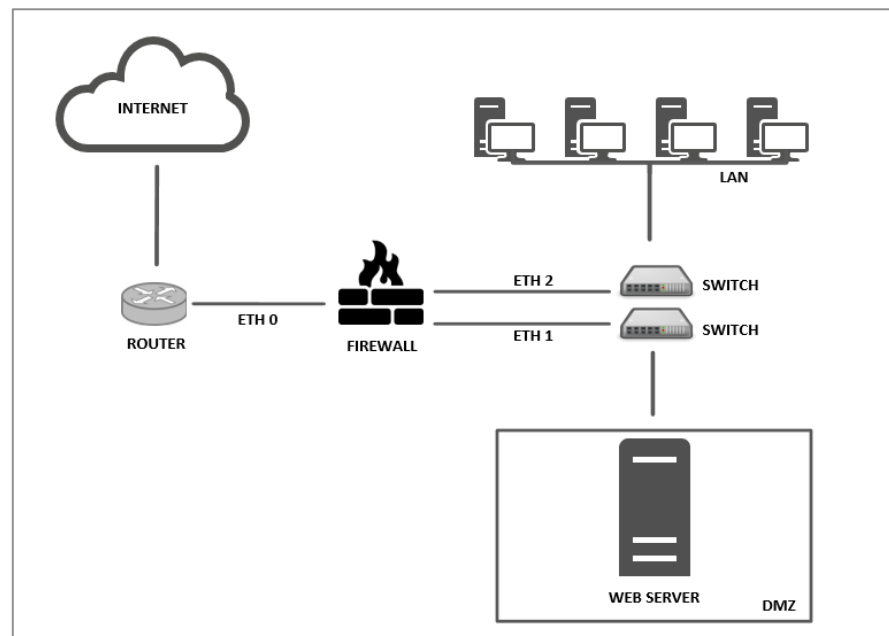 INTERNET
LAN
ETH 2
SWITCH
ETH 0
ROUTER
FIREWALL
ETH 1
SWITCH
WEB SERVER
DMZ